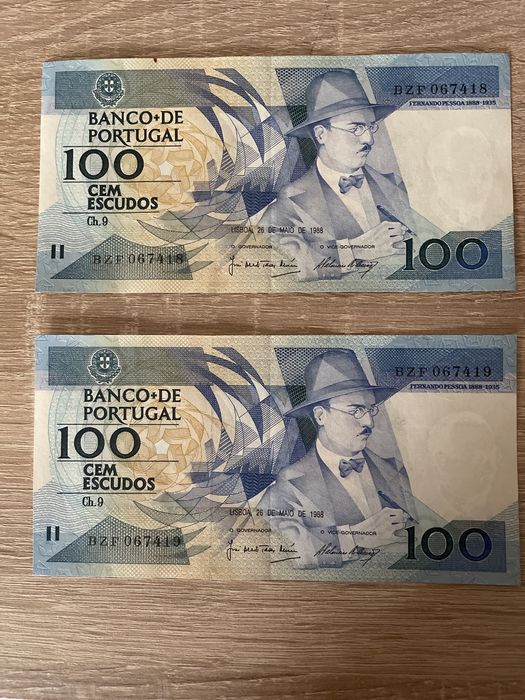 BZF 067418
FERNANDO PESSOA 1888-1935
BANCO DE
PORTUGAL
100
CEM
ESCUDOS
Ch. 9
LISBOA, 26 DE MAIO DE 1988
O GOVERNADOR
O VICE-GOVERNADOR
BZF 067418
100
BZF 067419
FERNANDO PESSOA 1888-1935
BANCO DE
PORTUGAL
100
CEM
ESCUDOS
Ch. 9
LISBOA, 26 DE MAIO DE 1988
O GOVERNADOR
O VICE-GOVERNADOR
BZF 067419
100